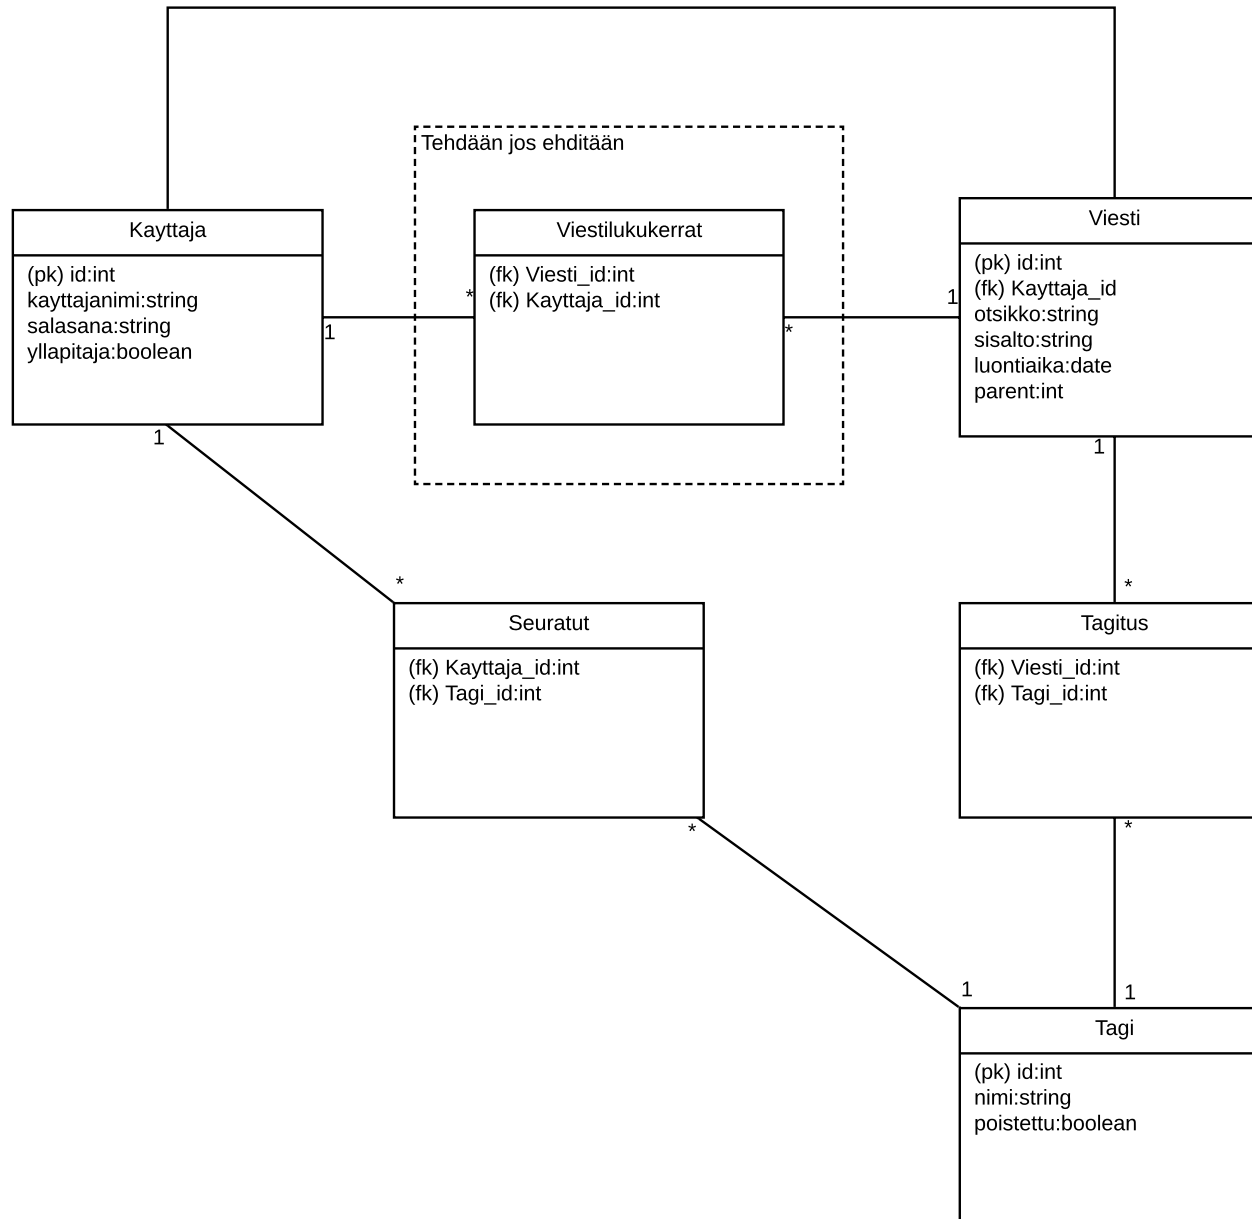 Tehdään jos ehditään
Kayttaja
(pk) id:int
kayttajanimi:string
salasana:string
yllapitaja:boolean
1
*
Viestilukukerrat
(fk) Viesti_id:int
(fk) Kayttaja_id:int
*
1
Viesti
(pk) id:int
(fk) Kayttaja_id
otsikko:string
sisalto:string
luontiaika:date
parent:int
1
*
1
*
Seuratut
(fk) Kayttaja_id:int
(fk) Tagi_id:int
*
1
Tagitus
(fk) Viesti_id:int
(fk) Tagi_id:int
*
1
Tagi
(pk) id:int
nimi:string
poistettu:boolean